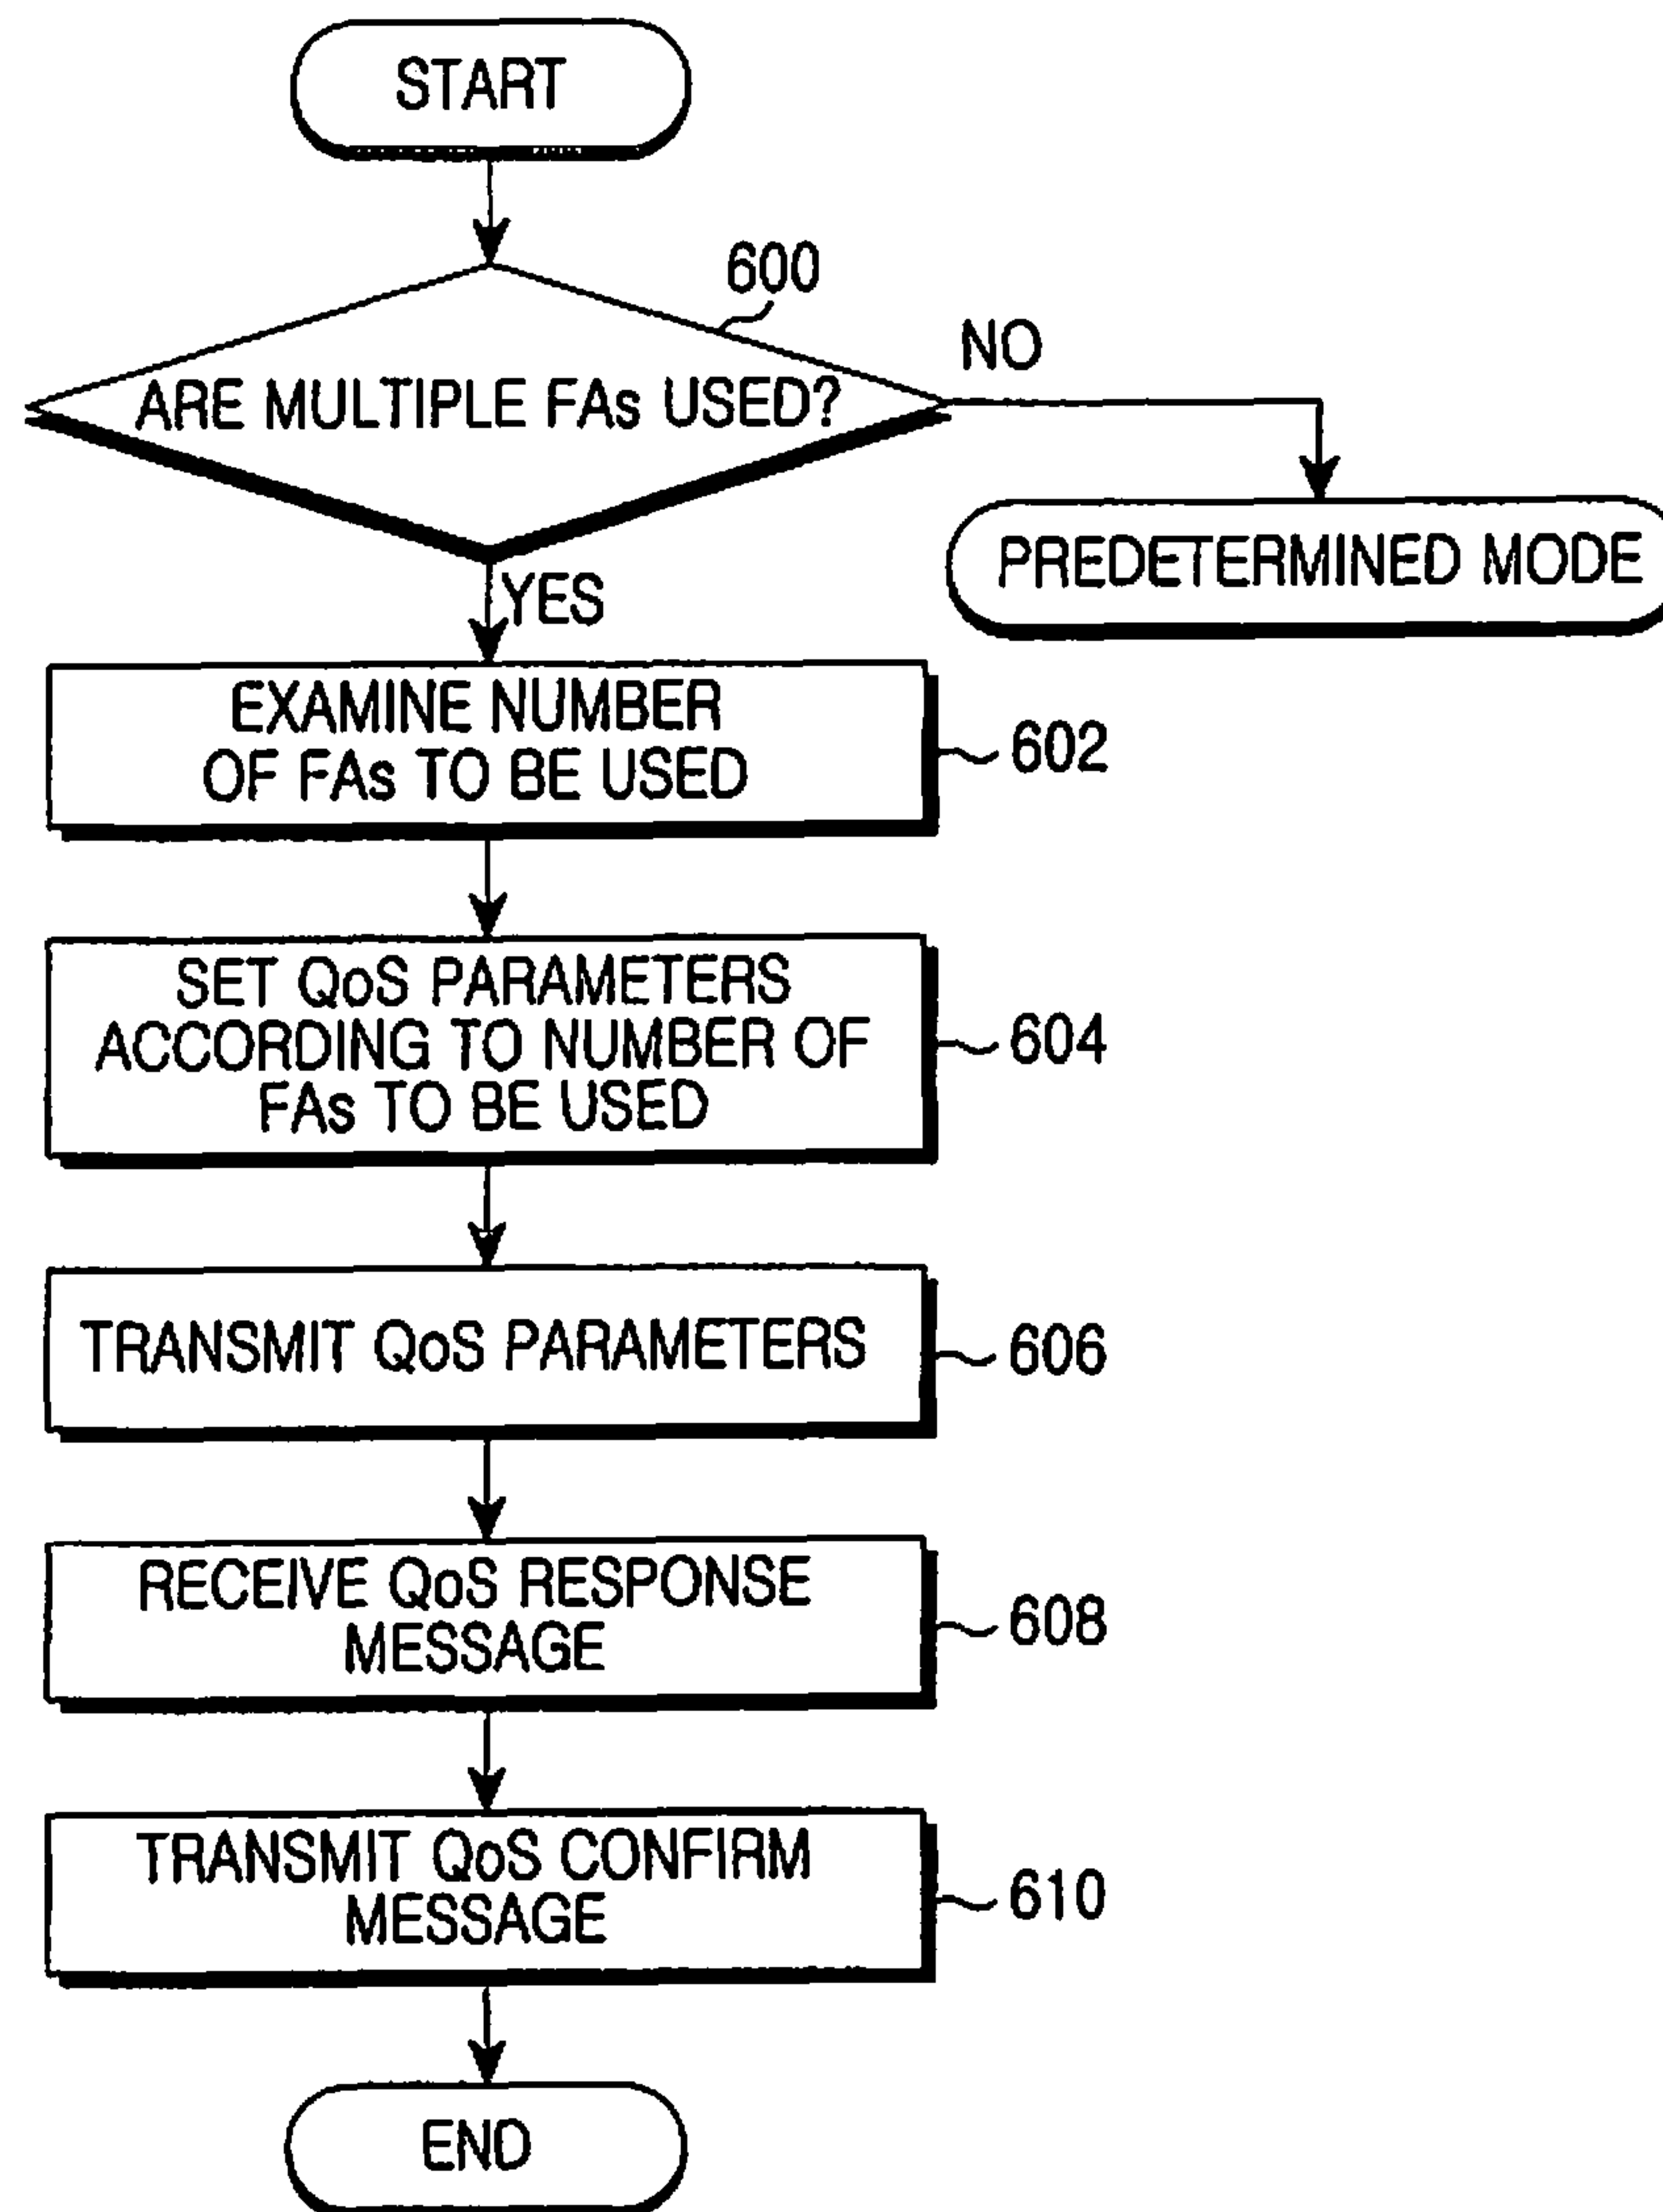 START
600
NO
ARE MULTIPLE FAs USED?
PREDETERMINED MODE
YES
EXAMINE NUMBER
OF FAs TO BE USED
602
SET QoS PARAMETERS
ACCORDING TO NUMBER OF
FAs TO BE USED
604
TRANSMIT QoS PARAMETERS
606
RECEIVE QoS RESPONSE
MESSAGE
608
TRANSMIT QoS CONFIRM
MESSAGE
610
END